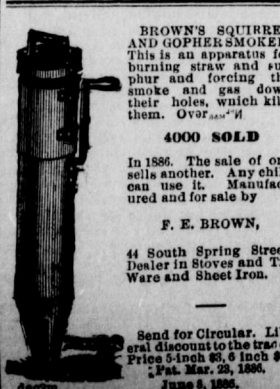 BROWN'S SQUIRRE
AND GOPHER SMOKER
This is an apparatus fo
burning straw and su
phur and forcing th
smoke and gas dow
their holes, which kil
them. Over
4000 SOLD
In 1886. The sale of on
sells another. Any chi
can use it. Manufac
ured and for sale by
F. E. BROWN,
44 South Spring Stree
Dealer in Stoves and T
Ware and Sheet Iron.
Send for Circular. Li
eral discount to the trad
Price 5-inch $3, 6 inch $
Pat. Mar. 23, 1886.
June 8, 1886.